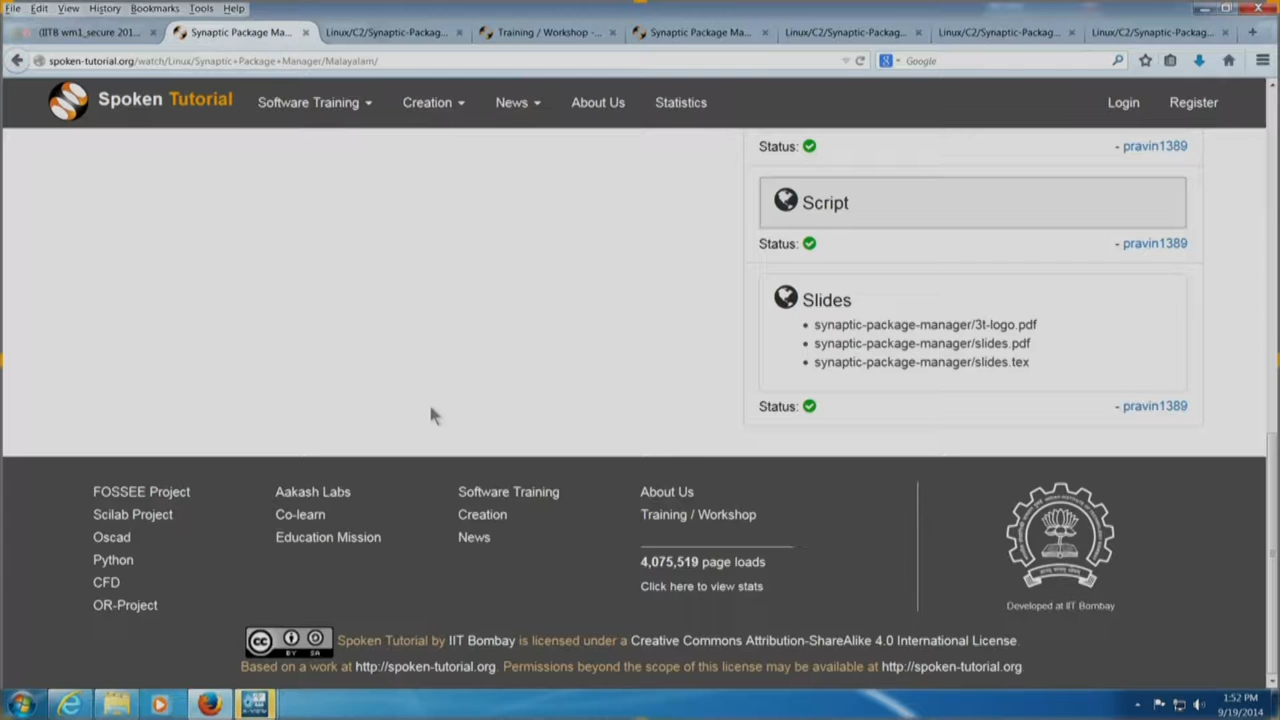 File Edit View History Bookmarks Tools Help
(IITB wm1_secure 201... Synaptic Package Ma... Linux/C2/Synaptic-Packag... Training / Workshop -... Synaptic Package Ma... Linux/C2/Synaptic-Packag... Linux/C2/Synaptic-Packag... Linux/C2/Synaptic-Packag...
spoken-tutorial.org/watch/Linux/Synaptic+Package+Manager/Malayalam/ Google
Spoken Tutorial Software Training Creation News About Us Statistics Login Register
Status: - pravin1389
Script
Status: - pravin1389
Slides
synaptic-package-manager/3t-logo.pdf
synaptic-package-manager/slides.pdf
synaptic-package-manager/slides.tex
Status: - pravin1389
FOSSEE Project Aakash Labs Software Training About Us
Scilab Project Co-learn Creation Training / Workshop
Oscad Education Mission News
Python 4,075,519 page loads
CFD Click here to view stats
OR-Project Developed at IIT Bombay
CC BY SA Spoken Tutorial by IIT Bombay is licensed under a Creative Commons Attribution-ShareAlike 4.0 International License.
Based on a work at http://spoken-tutorial.org. Permissions beyond the scope of this license may be available at http://spoken-tutorial.org.
1:52 PM
9/19/2014